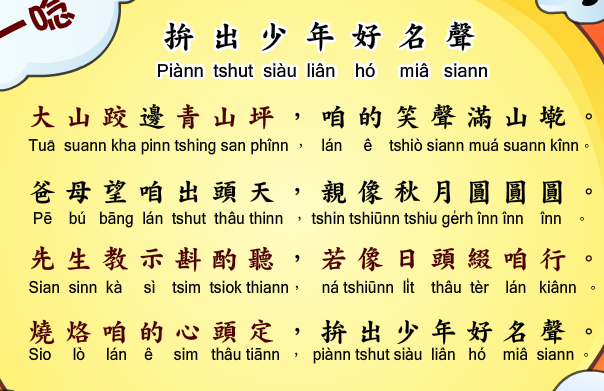 一唸
拚出少年好名聲
Piànn tshut siàu liân hó miâ siann
大山跤邊青山坪，咱的笑聲滿山墘。
Tuā suann kha pinn tshing san phînn， lán ê tshiò siann muá suann kînn。
爸母望咱出頭天，親像秋月圓圓圓。
Pē bú bāng lán tshut thâu thinn， tshin tshiūnn tshiu ge̍rh înn înn înn 。
先生教示斟酌聽，若像日頭綴咱行。
Sian sinn kà sì tsim tsiok thiann， ná tshiūnn li̍t thâu tèr lán kiânn 。
燒烙咱的心頭定，拚出少年好名聲。
Sio lò lán ê sim thâu tiānn， piànn tshut siàu liân hó miâ siann。